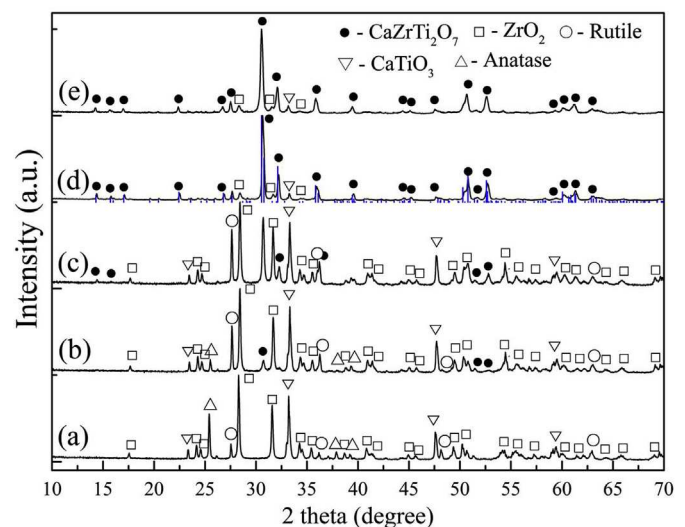 ● - CaZrTi₂O₇ □ - ZrO₂ ○ - Rutile
▽ - CaTiO₃ △ - Anatase
(e)
(d)
(c)
(b)
(a)
Intensity (a.u.)
10 15 20 25 30 35 40 45 50 55 60 65 70
2 theta (degree)